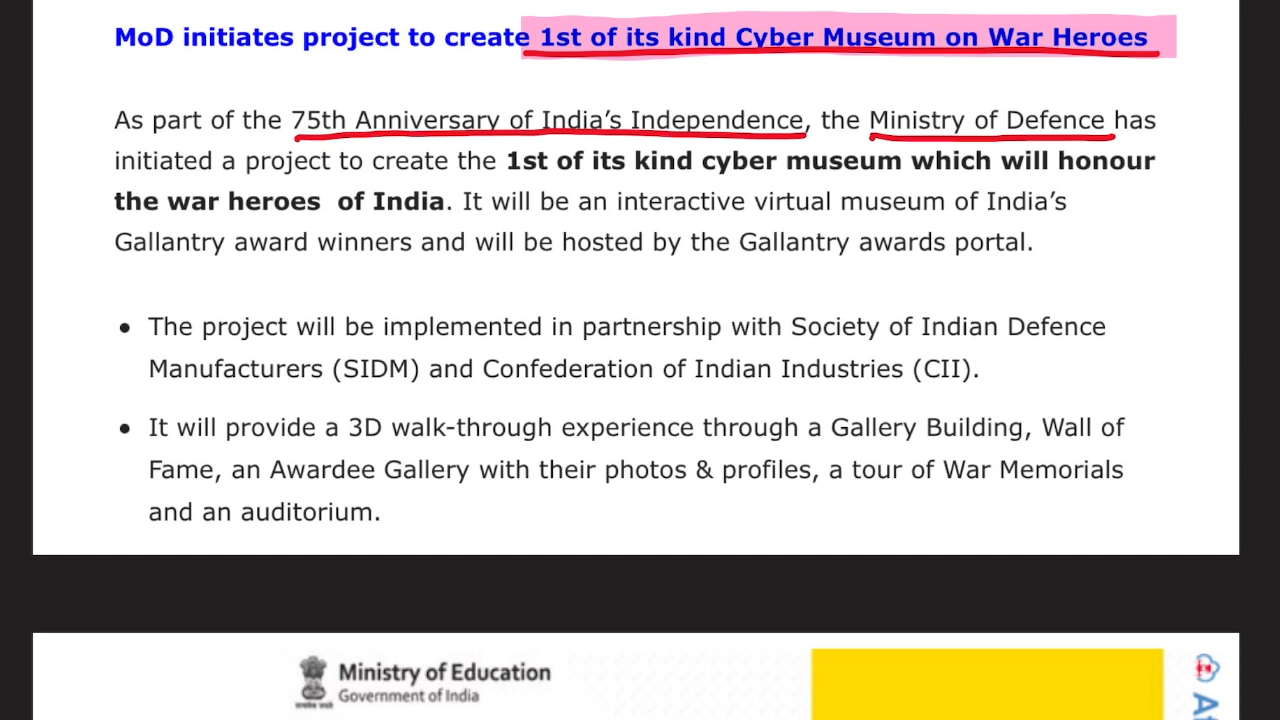 MoD initiates project to create 1st of its kind Cyber Museum on War Heroes
As part of the 75th Anniversary of India’s Independence, the Ministry of Defence has
initiated a project to create the 1st of its kind cyber museum which will honour
the war heroes of India. It will be an interactive virtual museum of India’s
Gallantry award winners and will be hosted by the Gallantry awards portal.
● The project will be implemented in partnership with Society of Indian Defence
Manufacturers (SIDM) and Confederation of Indian Industries (CII).
● It will provide a 3D walk-through experience through a Gallery Building, Wall of
Fame, an Awardee Gallery with their photos & profiles, a tour of War Memorials
and an auditorium.
Ministry of Education
Government of India